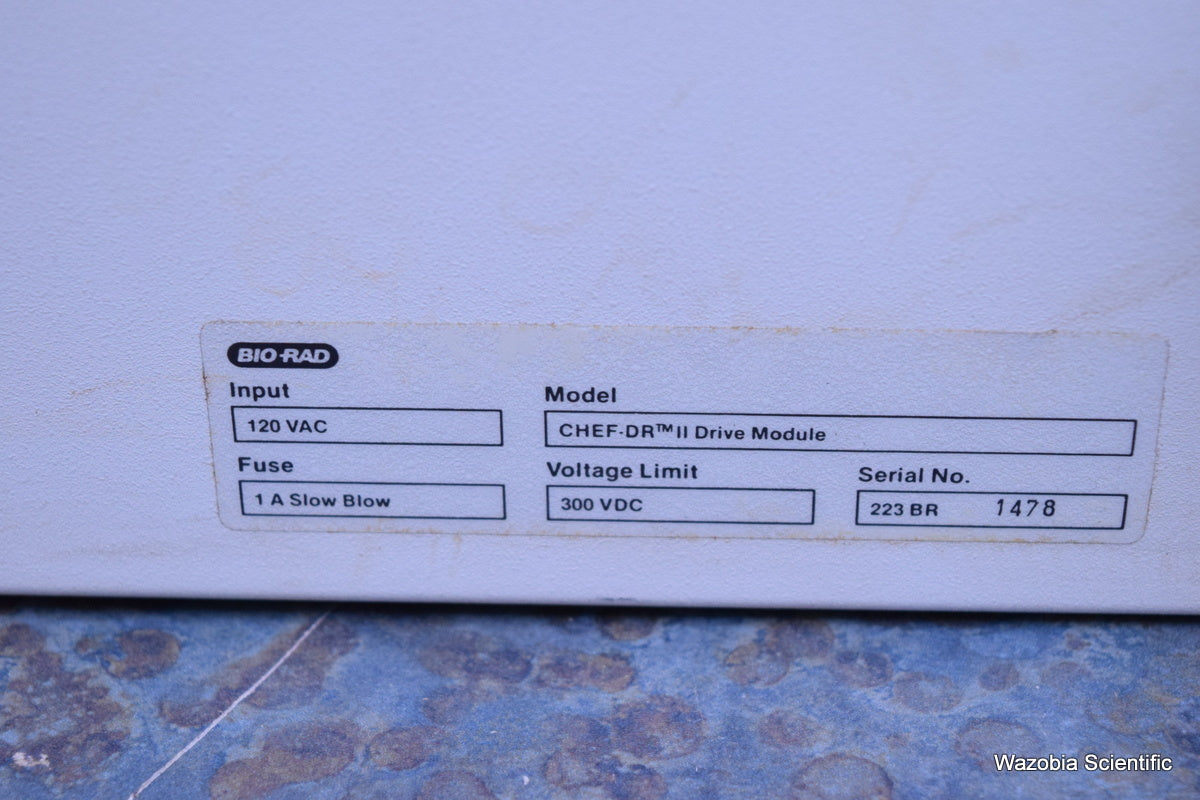 BIO-RAD
Input
120 VAC
Model
CHEF-DR™II Drive Module
Fuse
1 A Slow Blow
Voltage Limit
300 VDC
Serial No.
223 BR 1478
Wazobia Scientific